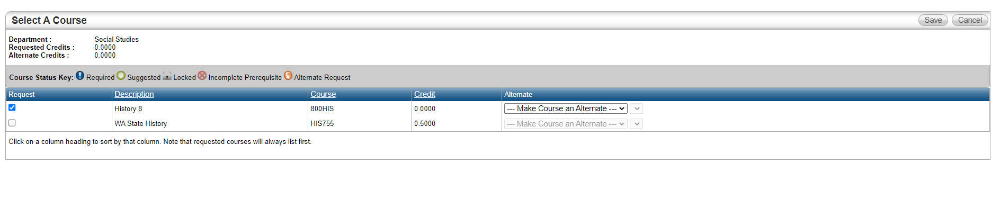 Select A Course
Save Cancel
Department : Social Studies
Requested Credits : 0.0000
Alternate Credits : 0.0000
Course Status Key: Required Suggested Locked Incomplete Prerequisite Alternate Request
Request Description Course Credit Alternate
History 8 800HIS 0.0000 --- Make Course an Alternate ---
WA State History HIS755 0.5000 --- Make Course an Alternate ---
Click on a column heading to sort by that column. Note that requested courses will always list first.